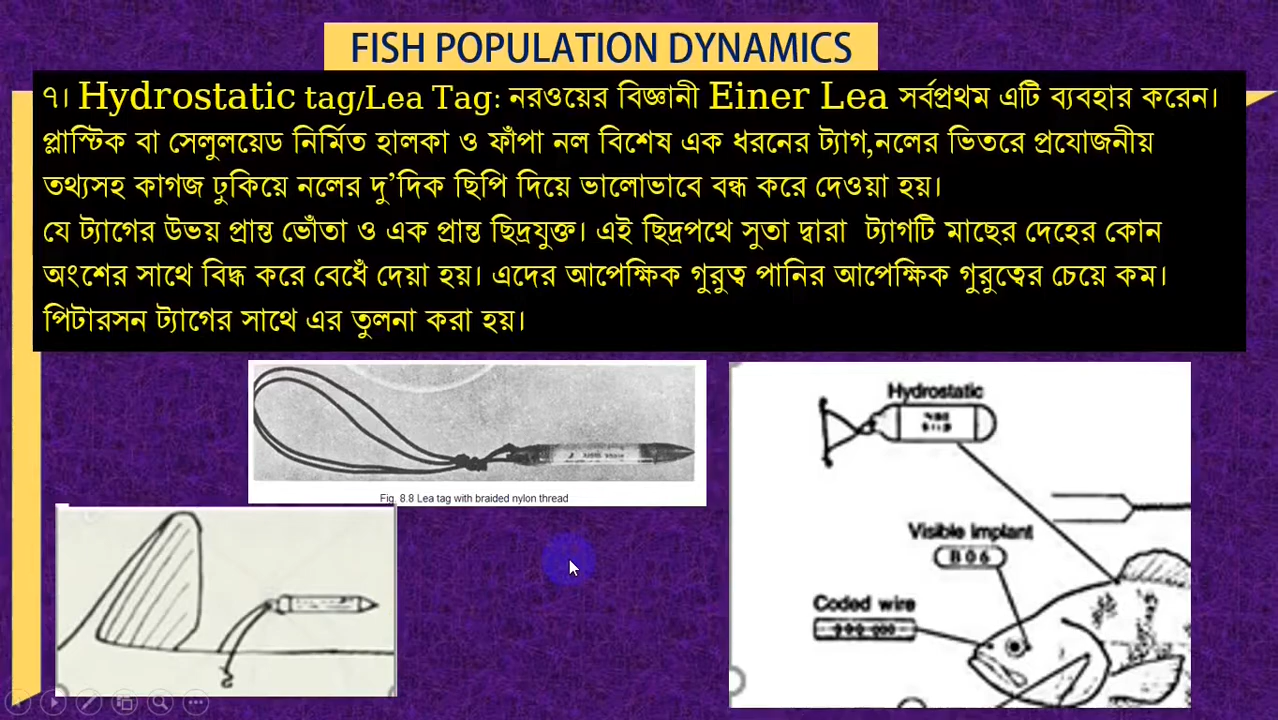 FISH POPULATION DYNAMICS
৭। Hydrostatic tag/Lea Tag: নরওয়ের বিজ্ঞানী Einer Lea সর্বপ্রথম এটি ব্যবহার করেন।
প্লাস্টিক বা সেলুলয়েড নির্মিত হালকা ও ফাঁপা নল বিশেষ এক ধরনের ট্যাগ,নলের ভিতরে প্রযোজনীয়
তথ্যসহ কাগজ ঢুকিয়ে নলের দু'দিক ছিপি দিয়ে ভালোভাবে বন্ধ করে দেওয়া হয়।
যে ট্যাগের উভয় প্রান্ত ভোঁতা ও এক প্রান্ত ছিদ্রযুক্ত। এই ছিদ্রপথে সুতা দ্বারা ট্যাগটি মাছের দেহের কোন
অংশের সাথে বিদ্ধ করে বেধেঁ দেয়া হয়। এদের আপেক্ষিক গুরুত্ব পানির আপেক্ষিক গুরুত্বের চেয়ে কম।
পিটারসন ট্যাগের সাথে এর তুলনা করা হয়।
Fig. 8.8 Lea tag with braided nylon thread
Hydrostatic
Visible Implant
B06
Coded wire